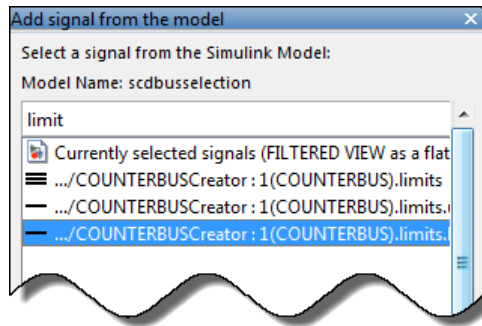 Add signal from the model
Select a signal from the Simulink Model:
Model Name: scdbusselection
limit
Currently selected signals (FILTERED VIEW as a flat
.../COUNTERBUSCreator : 1(COUNTERBUS).limits
.../COUNTERBUSCreator : 1(COUNTERBUS).limits.
.../COUNTERBUSCreator : 1(COUNTERBUS).limits.